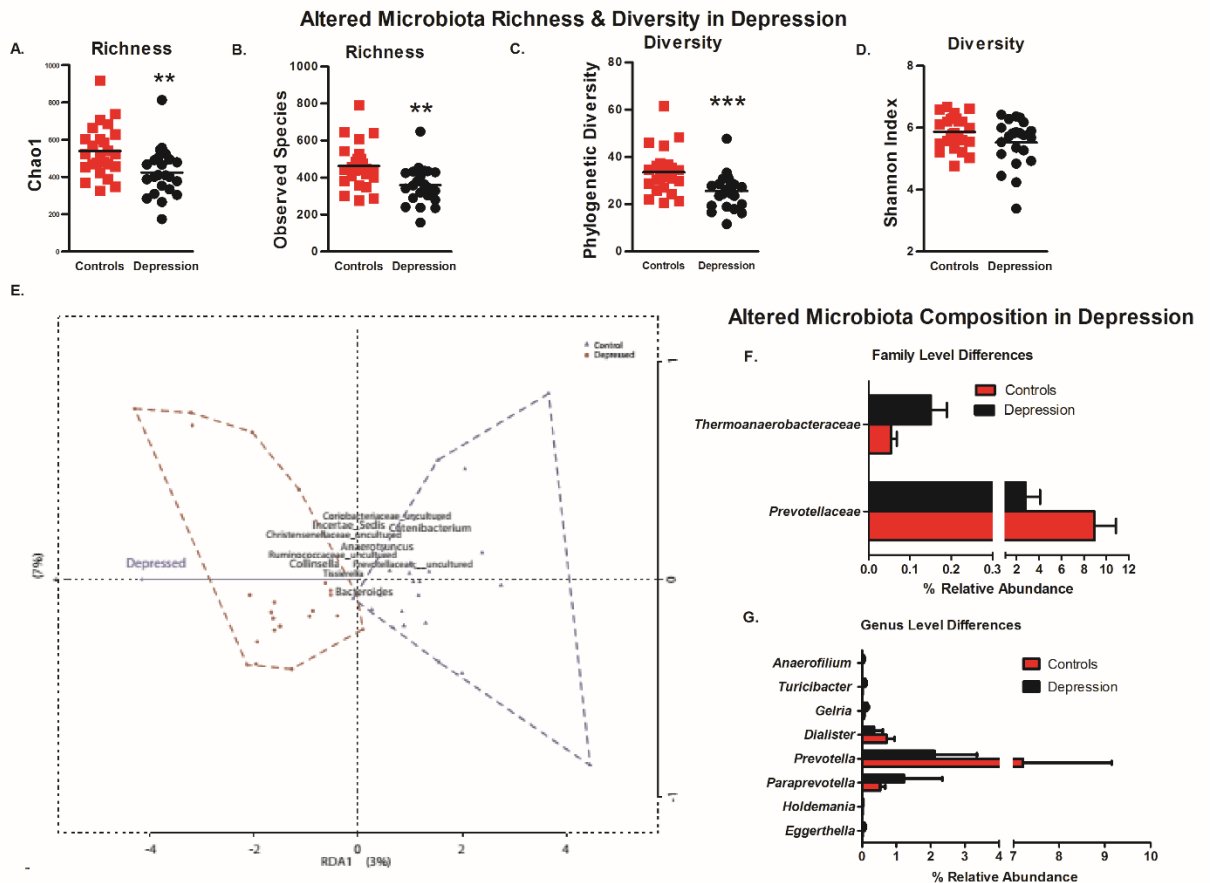 Altered Microbiota Richness & Diversity in Depression
A.
Richness
**
Chao1
1000
800
600
400
200
0
Controls Depression
B.
Richness
**
Observed Species
1000
800
600
400
200
0
Controls Depression
C.
Diversity
***
Phylogenetic Diversity
80
60
40
20
0
Controls Depression
D.
Diversity
Shannon Index
8
6
4
2
Controls Depression
E.
Control
Depressed
1
0
-1
(7%)
Depressed
Coriobacteriaceae_uncultured
Incertae_Sedis
Catenibacterium
Christensenellaceae_uncultured
Anaerotruncus
Ruminococcaceae_uncultured
Collinsella
Prevotellaceae_uncultured
Tissierella
Bacteroides
-4 -2 0 2 4
RDA1 (3%)
Altered Microbiota Composition in Depression
F.
Family Level Differences
Controls
Depression
Thermoanaerobacteraceae
Prevotellaceae
0.0 0.1 0.2 0.3 2 4 6 8 10 12
% Relative Abundance
G.
Genus Level Differences
Controls
Depression
Anaerofilium
Turicibacter
Gelria
Dialister
Prevotella
Paraprevotella
Holdemania
Eggerthella
0 1 2 3 4 7 8 9 10
% Relative Abundance